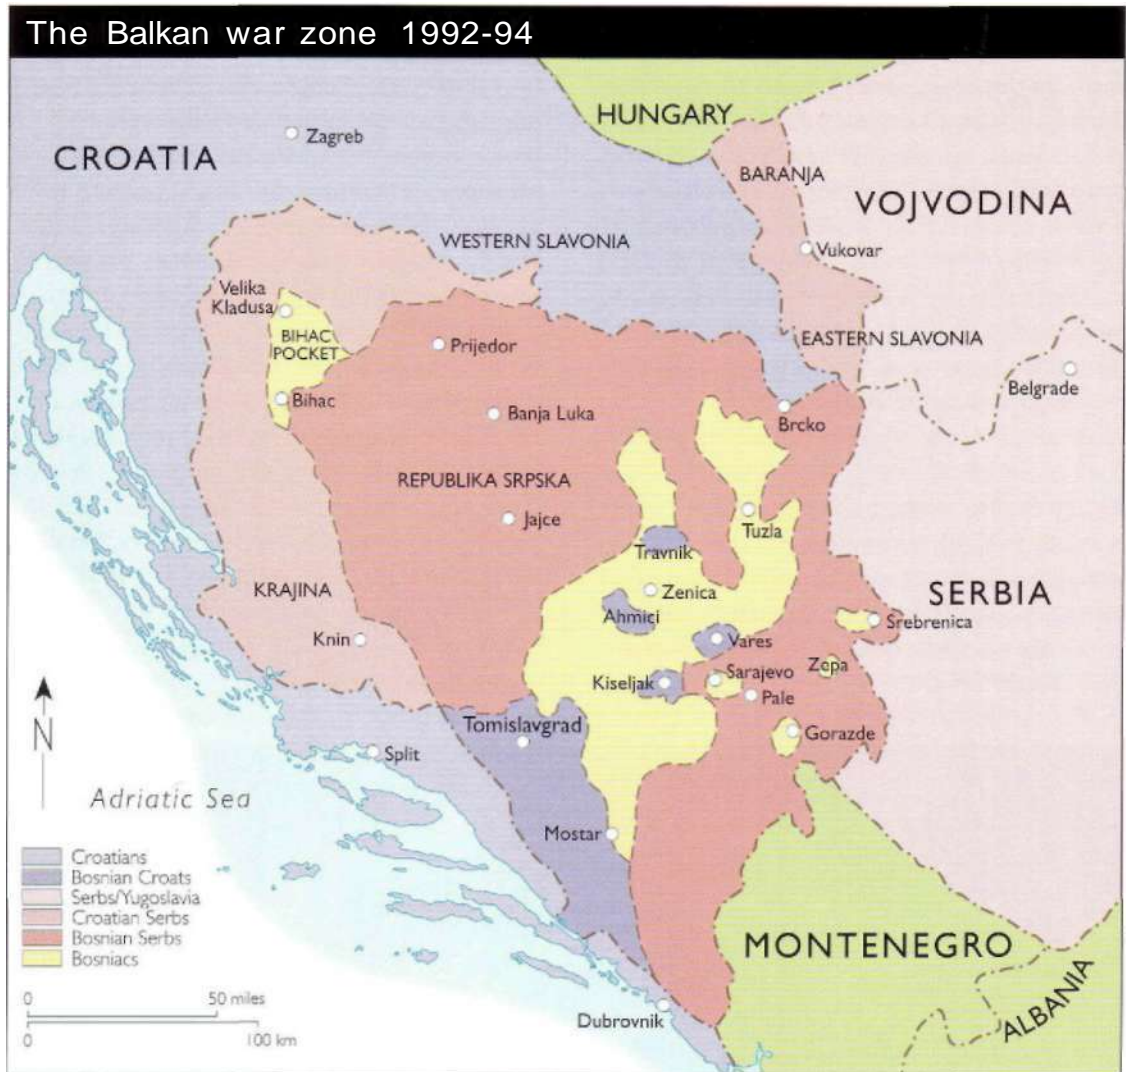 The Balkan war zone 1992-94
HUNGARY
Zagreb
CROATIA
BARANJA
VOJVODINA
WESTERN SLAVONIA
Vukovar
Velika
Kladusa
BIHAC
POCKET
Prijedor
EASTERN SLAVONIA
Belgrade
Bihac
Banja Luka
Brcko
REPUBLIKA SRPSKA
Jajce
Tuzla
Travnik
KRAJINA
Zenica
SERBIA
Ahmici
Srebrenica
Knin
Vares
Zepa
Sarajevo
Kiseljak
Pale
N
Tomislavgrad
Gorazde
Split
Adriatic Sea
Mostar
Croatians
Bosnian Croats
Serbs/Yugoslavia
Croatian Serbs
Bosnian Serbs
Bosniacs
MONTENEGRO
ALBANIA
0 50 miles
0 100 km
Dubrovnik